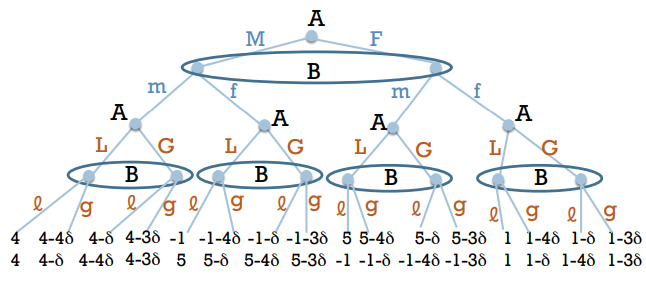 A
M F
B
m f m f
A A A A
L G L G L G L G
B B B B
ℓ g ℓ g ℓ g ℓ g ℓ g ℓ g ℓ g ℓ g
4 4-4δ 4-δ 4-3δ -1 -1-4δ -1-δ -1-3δ 5 5-4δ 5-δ 5-3δ 1 1-4δ 1-δ 1-3δ
4 4-δ 4-4δ 4-3δ 5 5-δ 5-4δ 5-3δ -1 -1-δ -1-4δ -1-3δ 1 1-δ 1-4δ 1-3δ